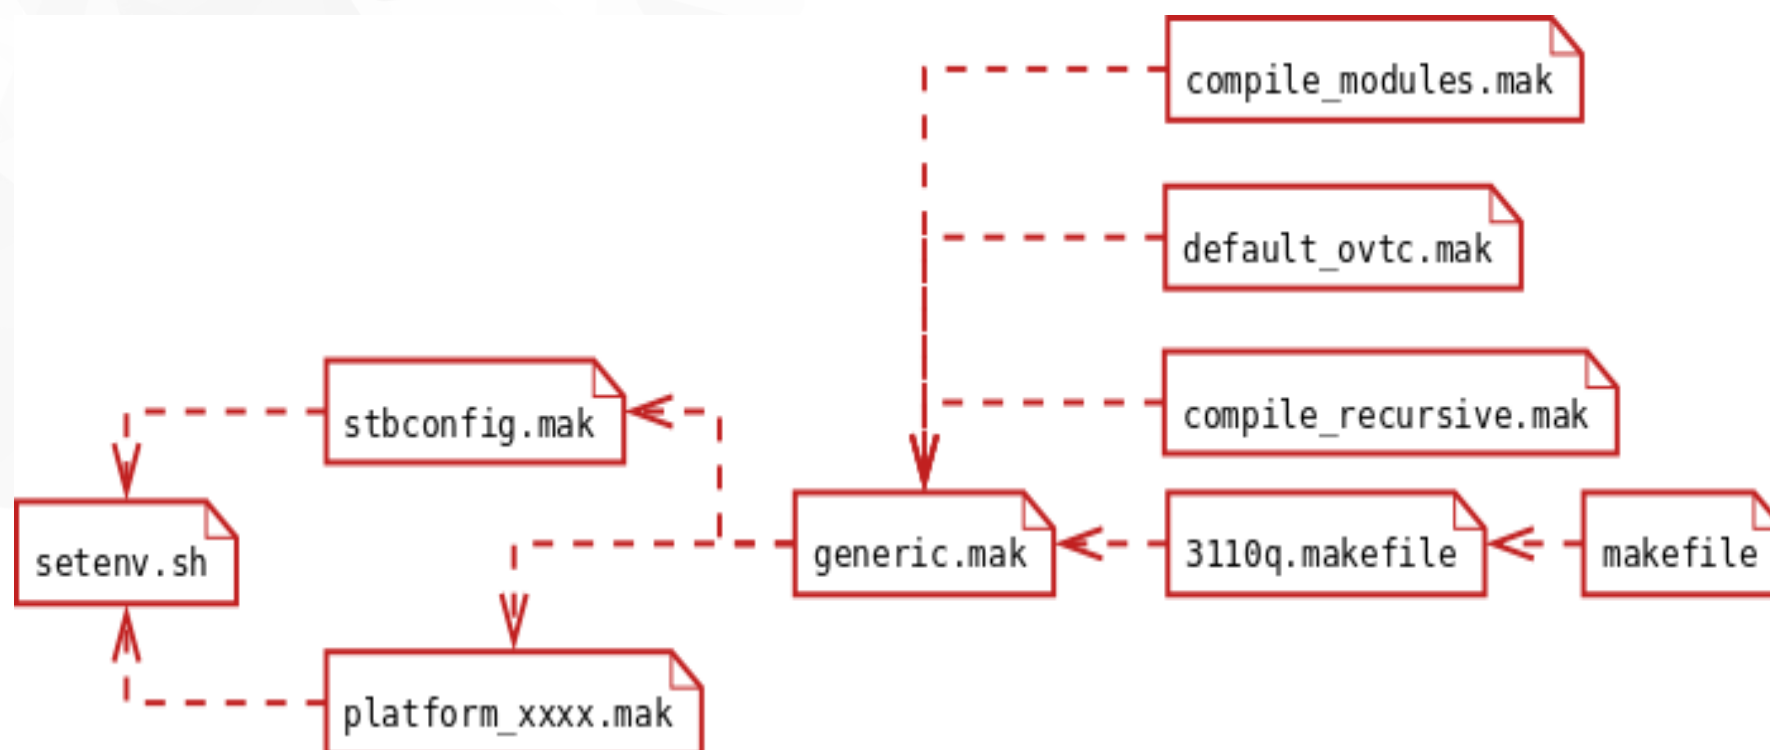 compile_modules.mak
default_ovtc.mak
compile_recursive.mak
stbconfig.mak
setenv.sh
generic.mak
3110q.makefile
makefile
platform_xxxx.mak